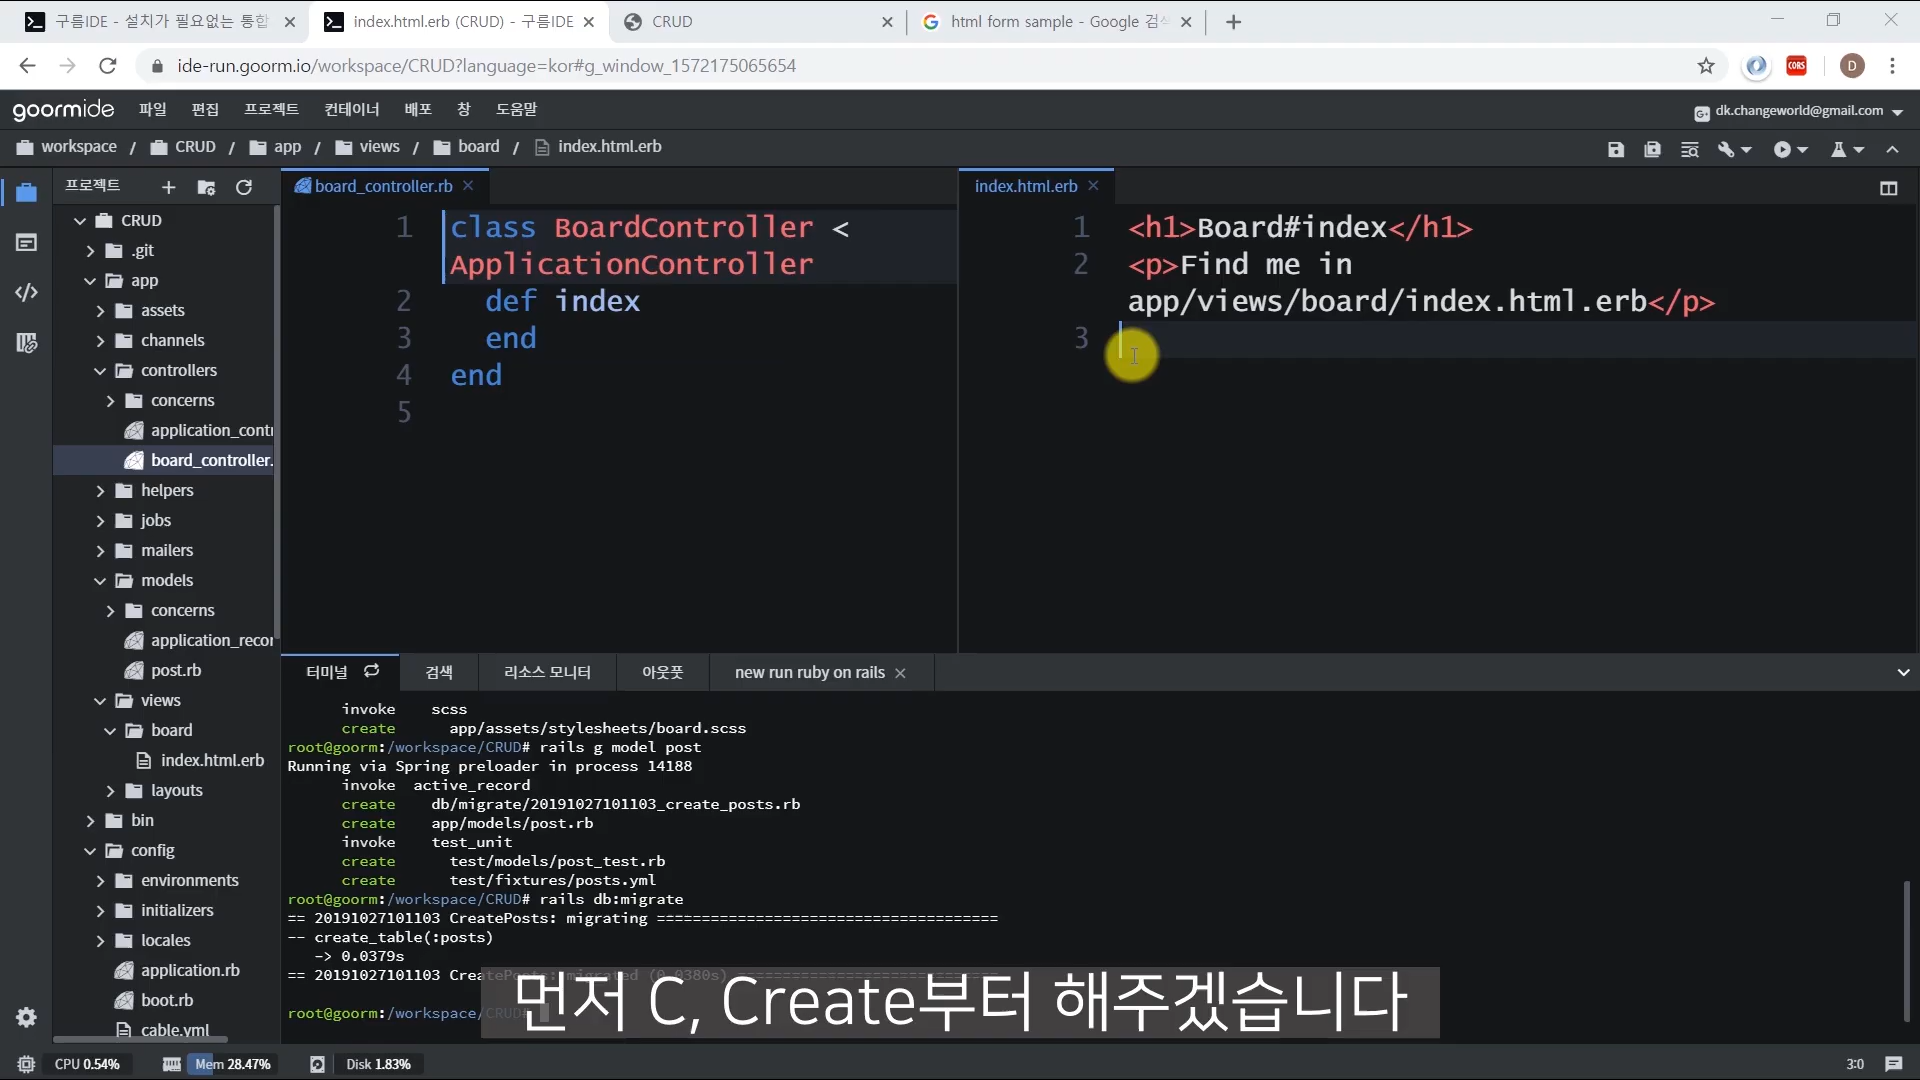 구름IDE - 설치가 필요없는 통합
index.html.erb (CRUD) - 구름IDE
CRUD
html form sample - Google 검색
ide-run.goorm.io/workspace/CRUD?language=kor#g_window_1572175065654
CORS
D
goormide 파일 편집 프로젝트 컨테이너 배포 창 도움말
G+ dk.changeworld@gmail.com
workspace / CRUD / app / views / board / index.html.erb
프로젝트
CRUD
.git
app
assets
channels
controllers
concerns
application_contr
board_controller.
helpers
jobs
mailers
models
concerns
application_recor
post.rb
views
board
index.html.erb
layouts
bin
config
environments
initializers
locales
application.rb
boot.rb
cable.yml
board_controller.rb
1 class BoardController <
ApplicationController
2 def index
3 end
4 end
5
index.html.erb
1 <h1>Board#index</h1>
2 <p>Find me in
app/views/board/index.html.erb</p>
3
터미널 검색 리소스 모니터 아웃풋 new run ruby on rails
invoke scss
create app/assets/stylesheets/board.scss
root@goorm:/workspace/CRUD# rails g model post
Running via Spring preloader in process 14188
invoke active_record
create db/migrate/20191027101103_create_posts.rb
create app/models/post.rb
invoke test_unit
create test/models/post_test.rb
create test/fixtures/posts.yml
root@goorm:/workspace/CRUD# rails db:migrate
== 20191027101103 CreatePosts: migrating ======================================
-- create_table(:posts)
-> 0.0379s
== 20191027101103 CreatePosts: migrated (0.0380s) =============================
root@goorm:/workspace/CRUD#
먼저 C, Create부터 해주겠습니다
CPU 0.54% Mem 28.47% Disk 1.83%
3:0